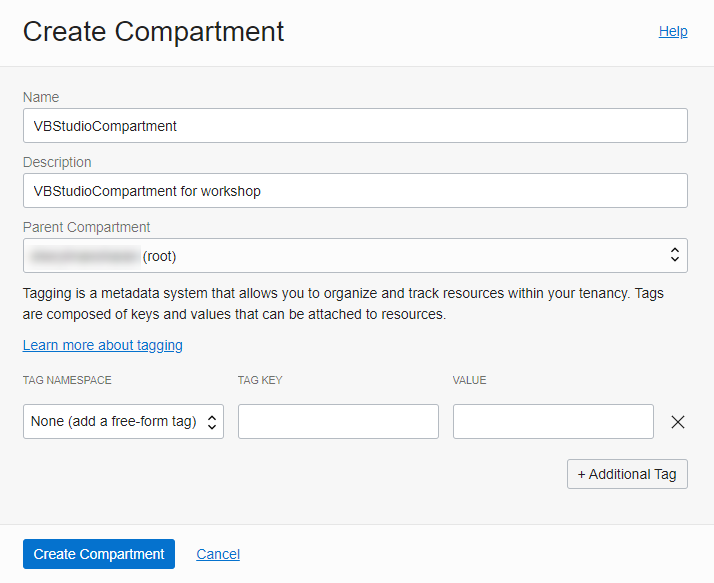 Create Compartment
Help
Name
VBStudioCompartment
Description
VBStudioCompartment for workshop
Parent Compartment
(root)
Tagging is a metadata system that allows you to organize and track resources within your tenancy. Tags
are composed of keys and values that can be attached to resources.
Learn more about tagging
TAG NAMESPACE TAG KEY VALUE
None (add a free-form tag)
+ Additional Tag
Create Compartment Cancel